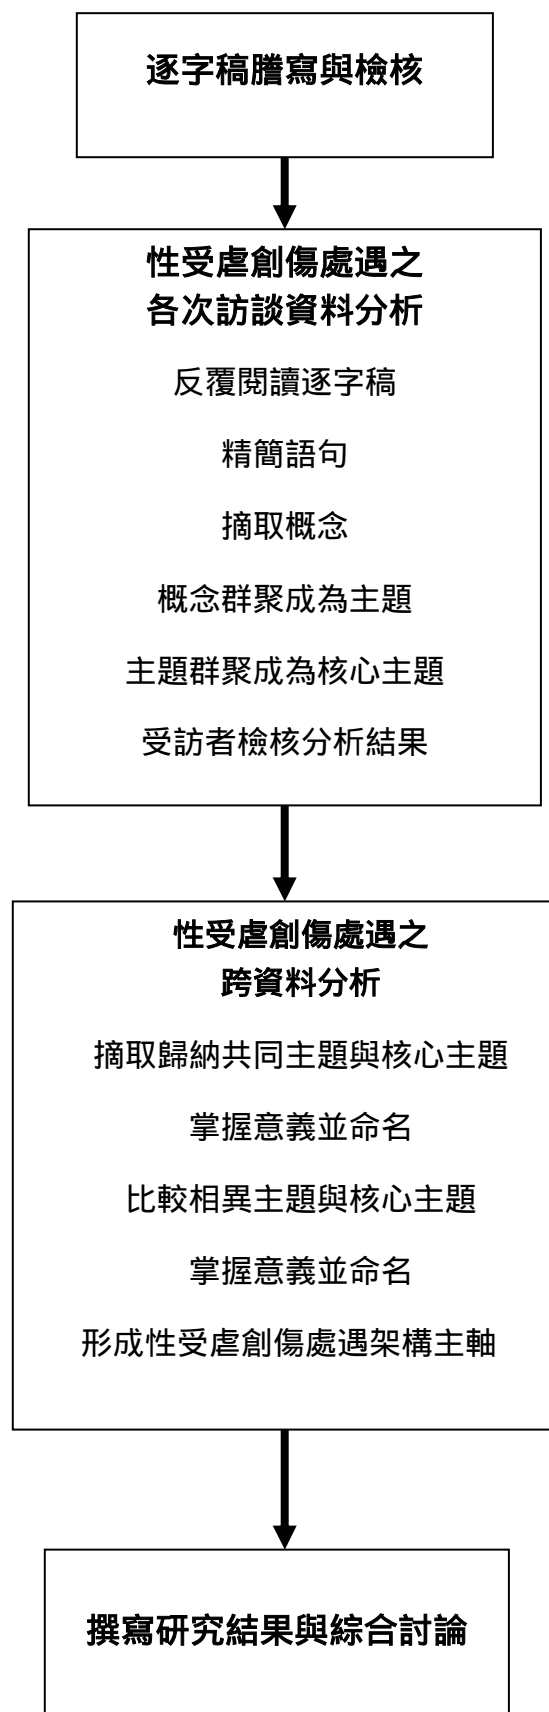 逐字稿謄寫與檢核
性受虐創傷處遇之
各次訪談資料分析
反覆閱讀逐字稿
精簡語句
摘取概念
概念群聚成為主題
主題群聚成為核心主題
受訪者檢核分析結果
性受虐創傷處遇之
跨資料分析
摘取歸納共同主題與核心主題
掌握意義並命名
比較相異主題與核心主題
掌握意義並命名
形成性受虐創傷處遇架構主軸
撰寫研究結果與綜合討論